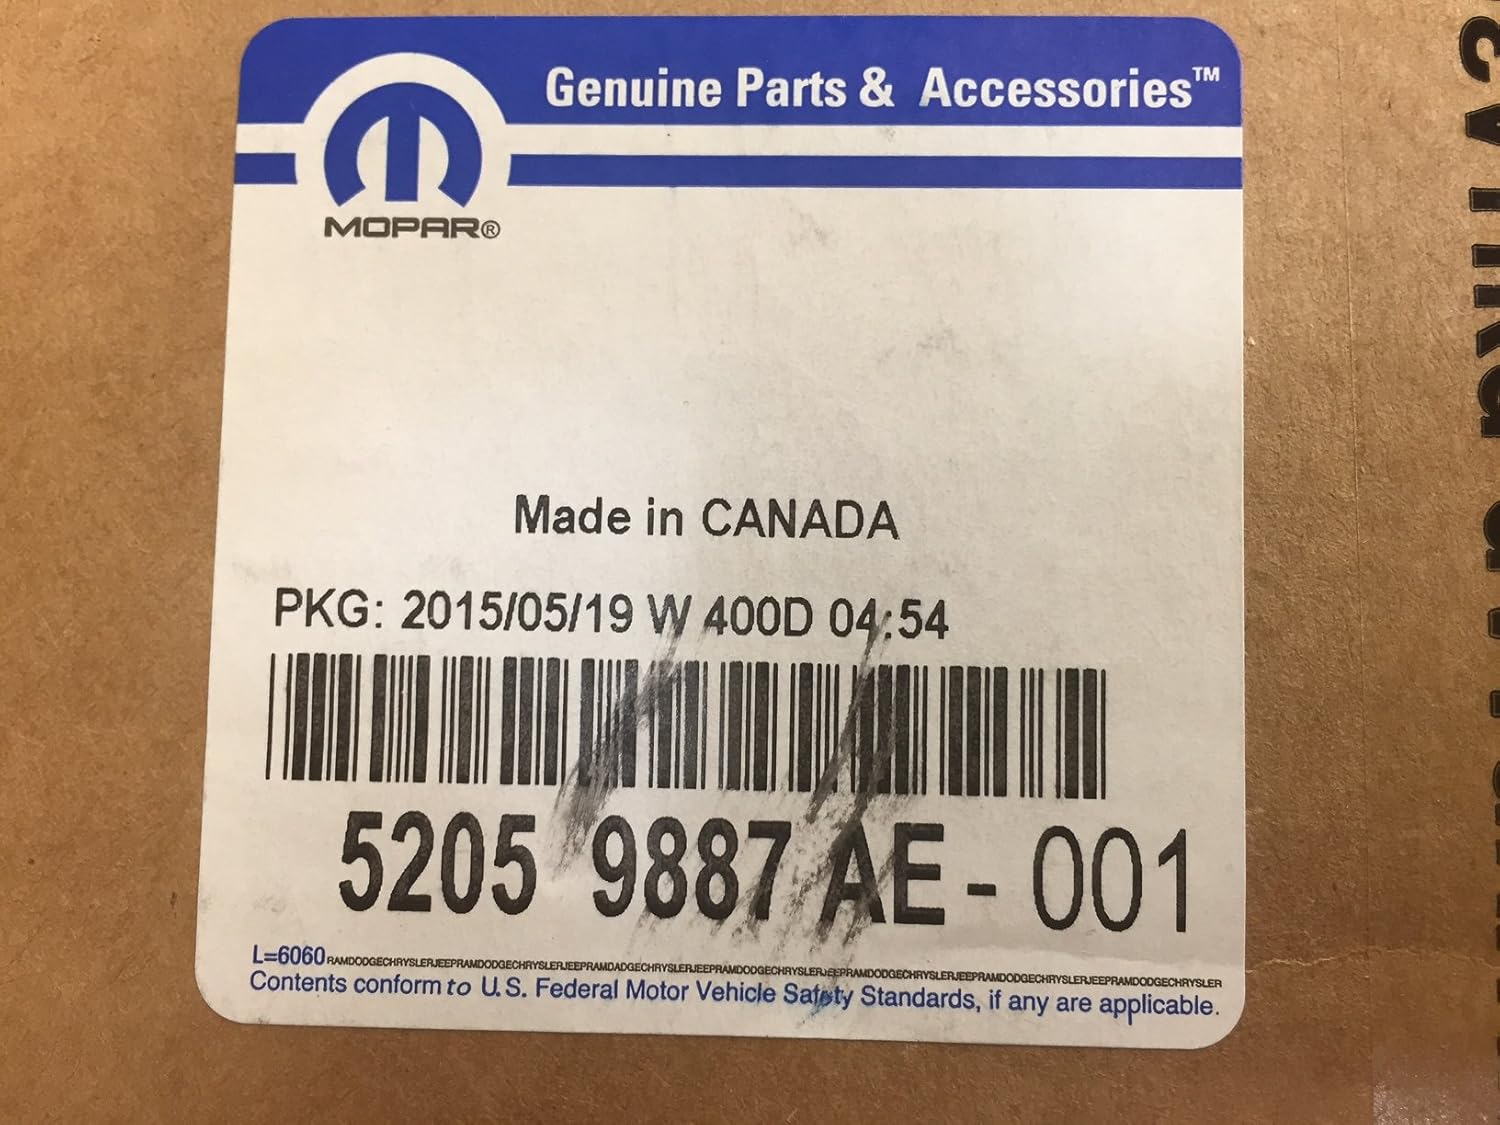 Genuine Parts & Accessories™
MOPAR®
Made in CANADA
PKG: 2015/05/19 W 400D 04:54
5205 9887 AE - 001
L=6060 RAMDODGECHRYSLERJEEPRAMDODGECHRYSLERJEEPRAMDADGECHRYSLERJEEPRAMDODGECHRYSLERJEEPRAMDODGECHRYSLERJEEPRAMDODGECHRYSLERJEEPRAMDODGECHRYSLER
Contents conform to U.S. Federal Motor Vehicle Safety Standards, if any are applicable.